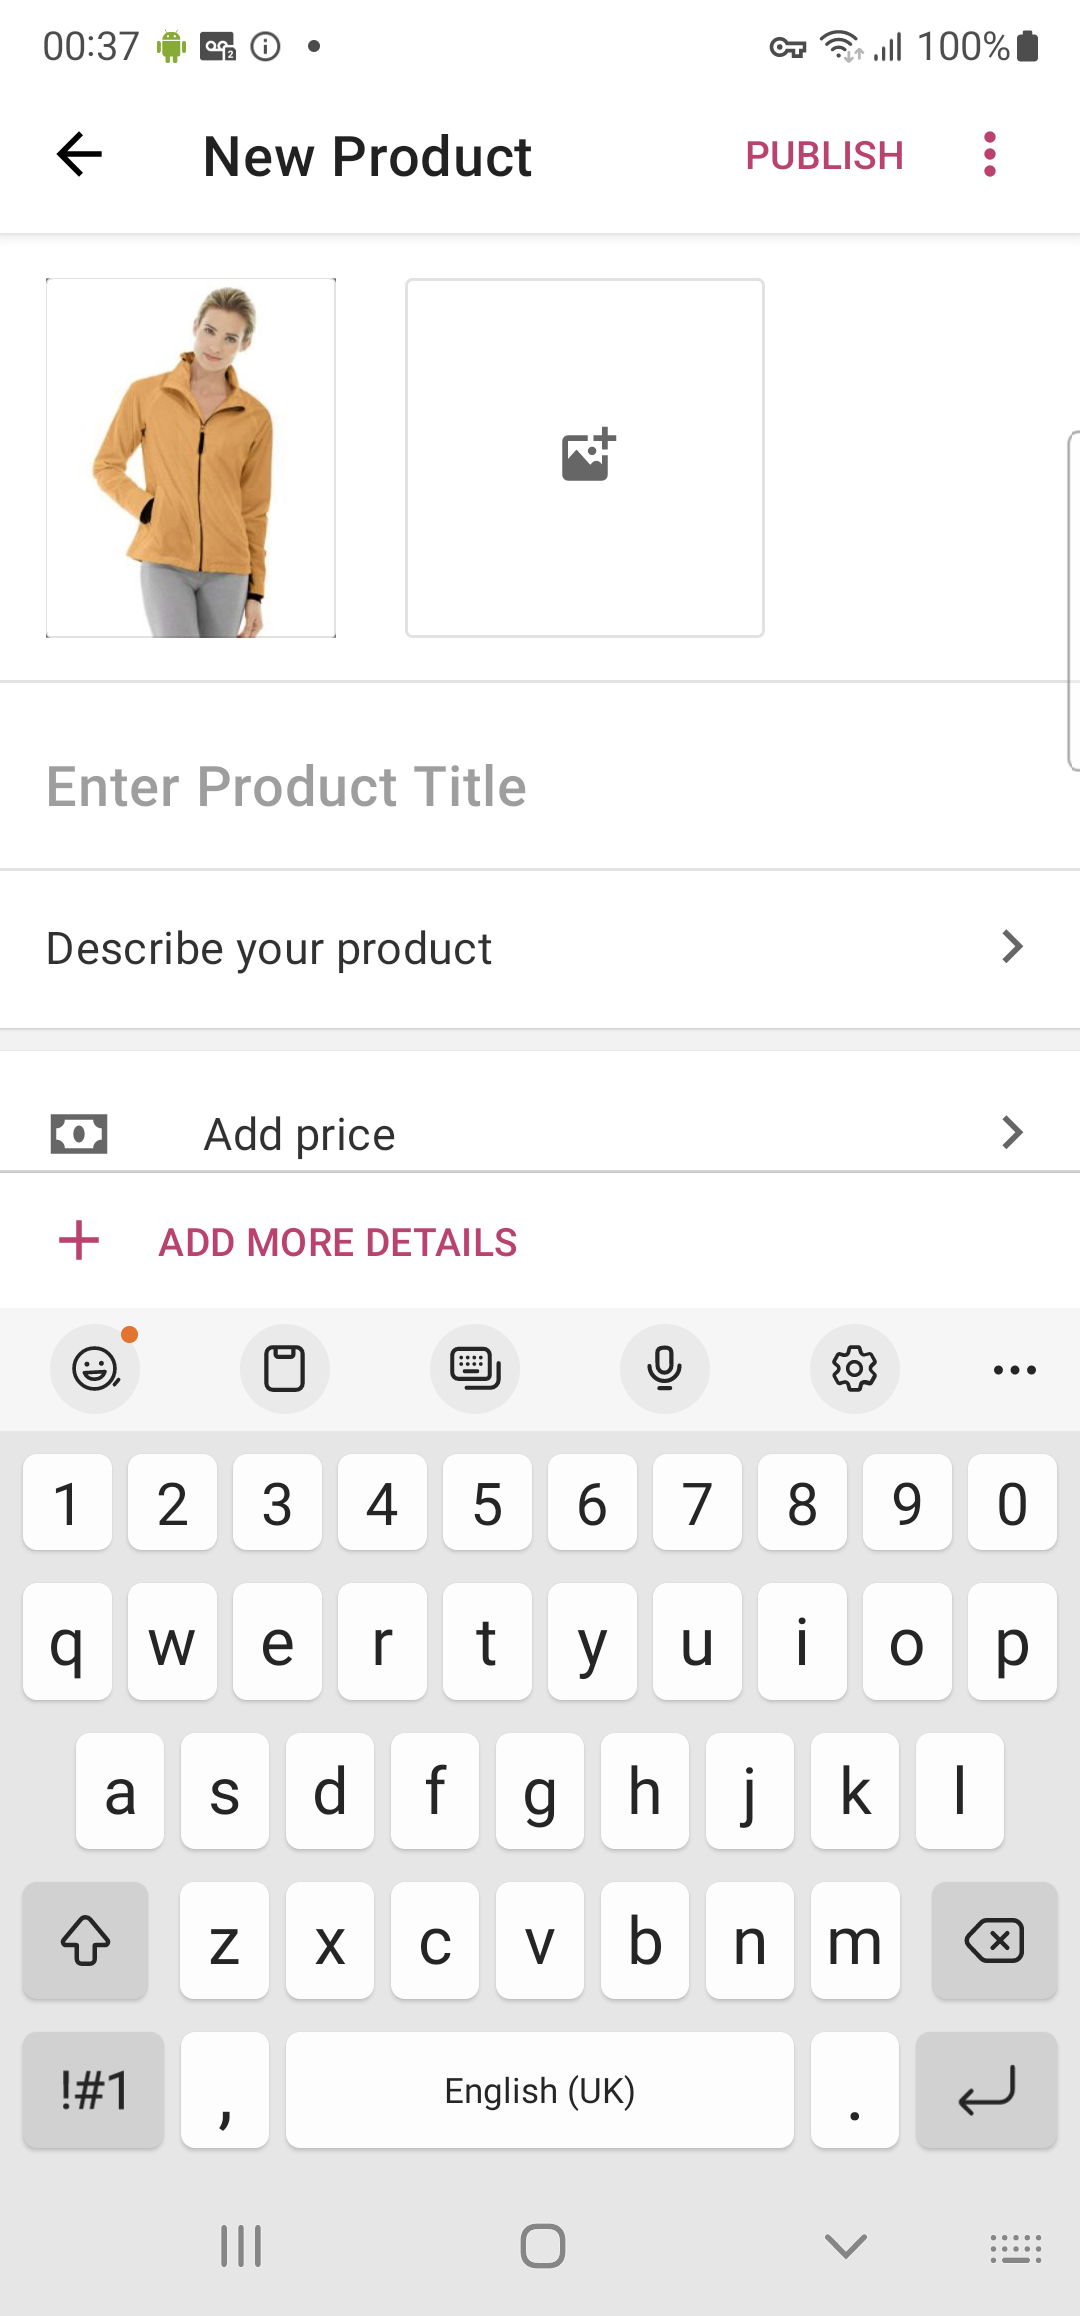 00:37 100%
New Product PUBLISH
Enter Product Title
Describe your product
Add price
ADD MORE DETAILS
1 2 3 4 5 6 7 8 9 0
q w e r t y u i o p
a s d f g h j k l
z x c v b n m
!#1 , English (UK) .